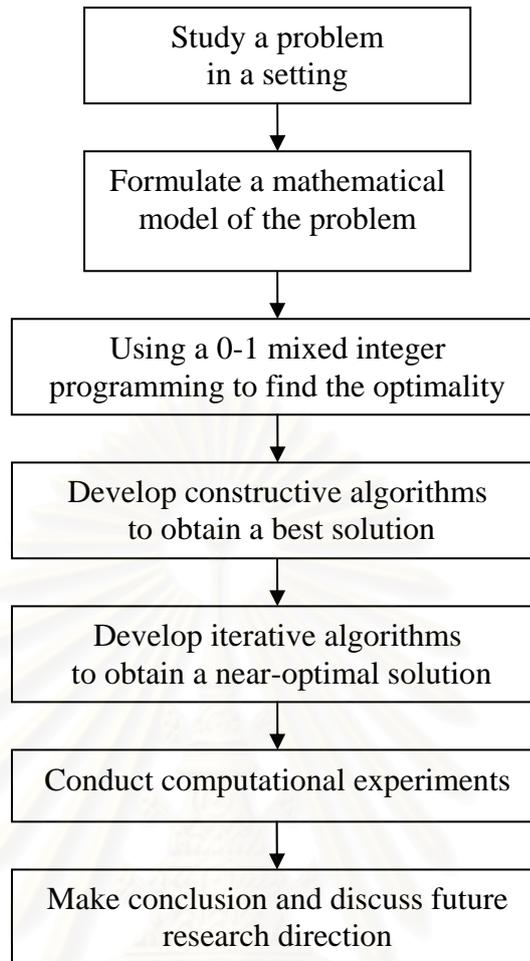 Study a problem
in a setting
Formulate a mathematical
model of the problem
Using a 0-1 mixed integer
programming to find the optimality
Develop constructive algorithms
to obtain a best solution
Develop iterative algorithms
to obtain a near-optimal solution
Conduct computational experiments
Make conclusion and discuss future
research direction